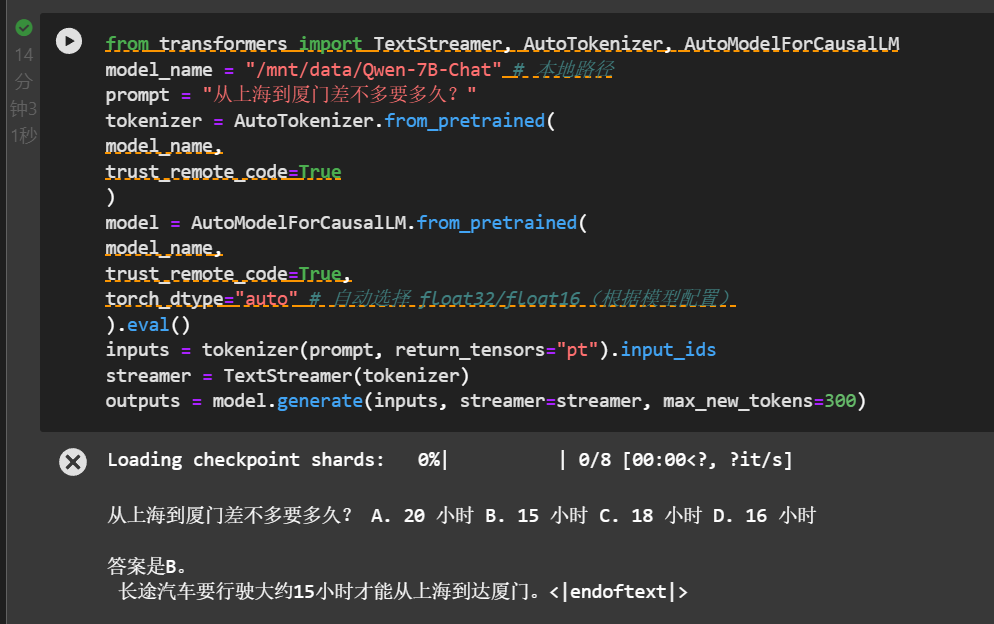 14
分
钟3
1秒
from transformers import TextStreamer, AutoTokenizer, AutoModelForCausalLM
model_name = "/mnt/data/Qwen-7B-Chat" # 本地路径
prompt = "从上海到厦门差不多要多久？"
tokenizer = AutoTokenizer.from_pretrained(
model_name,
trust_remote_code=True
)
model = AutoModelForCausalLM.from_pretrained(
model_name,
trust_remote_code=True,
torch_dtype="auto" # 自动选择 float32/float16（根据模型配置）
).eval()
inputs = tokenizer(prompt, return_tensors="pt").input_ids
streamer = TextStreamer(tokenizer)
outputs = model.generate(inputs, streamer=streamer, max_new_tokens=300)
Loading checkpoint shards:   0%|          | 0/8 [00:00<?, ?it/s]
从上海到厦门差不多要多久？ A. 20 小时 B. 15 小时 C. 18 小时 D. 16 小时
答案是B。
长途汽车要行驶大约15小时才能从上海到达厦门。<|endoftext|>